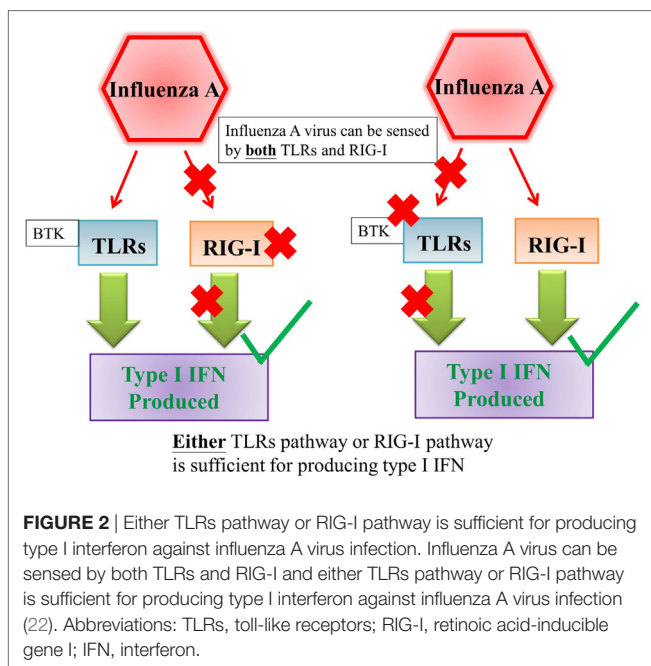 Influenza A
Influenza A
Influenza A virus can be sensed
by both TLRs and RIG-I
BTK
TLRs
RIG-I
BTK
TLRs
RIG-I
Type I IFN
Produced
Type I IFN
Produced
Either TLRs pathway or RIG-I pathway
is sufficient for producing type I IFN
FIGURE 2 | Either TLRs pathway or RIG-I pathway is sufficient for producing
type I interferon against influenza A virus infection. Influenza A virus can be
sensed by both TLRs and RIG-I and either TLRs pathway or RIG-I pathway
is sufficient for producing type I interferon against influenza A virus infection
(22). Abbreviations: TLRs, toll-like receptors; RIG-I, retinoic acid-inducible
gene I; IFN, interferon.